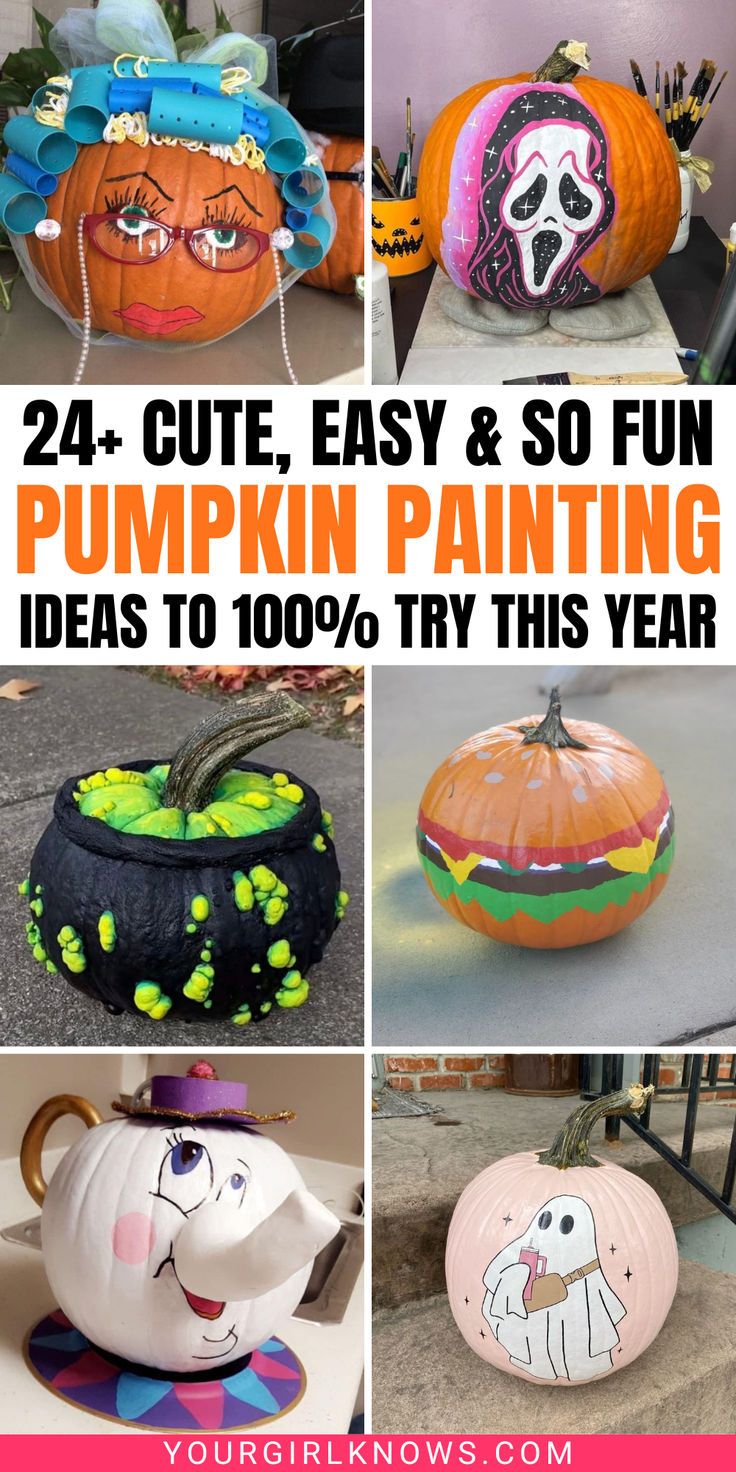 24+ CUTE, EASY & SO FUN
PUMPKIN PAINTING
IDEAS TO 100% TRY THIS YEAR
YOURGIRLKNOWS.COM